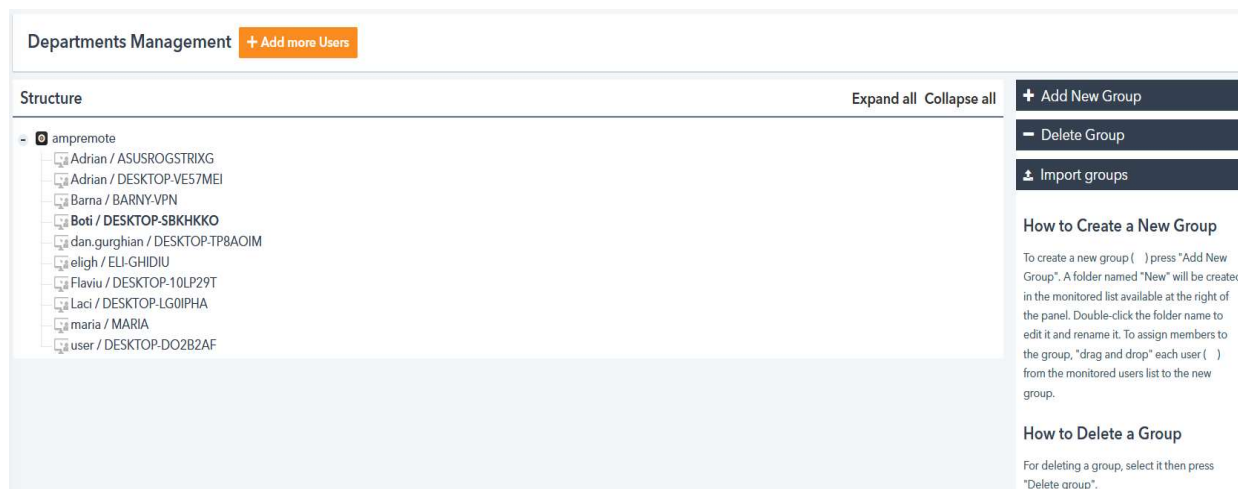 Departments Management + Add more Users
Structure Expand all Collapse all
ampremote
Adrian / ASUSROGSTRIXG
Adrian / DESKTOP-VE57MEI
Barna / BARNY-VPN
Boti / DESKTOP-SBKHKKO
dan.gurghian / DESKTOP-TP8AOIM
eligh / ELI-GHIDIU
Flaviu / DESKTOP-10LP29T
Laci / DESKTOP-LG0IPHA
maria / MARIA
user / DESKTOP-DO2B2AF
+ Add New Group
− Delete Group
Import groups
How to Create a New Group
To create a new group ( ) press "Add New
Group". A folder named "New" will be created
in the monitored list available at the right of
the panel. Double-click the folder name to
edit it and rename it. To assign members to
the group, "drag and drop" each user ( )
from the monitored users list to the new
group.
How to Delete a Group
For deleting a group, select it then press
"Delete group".